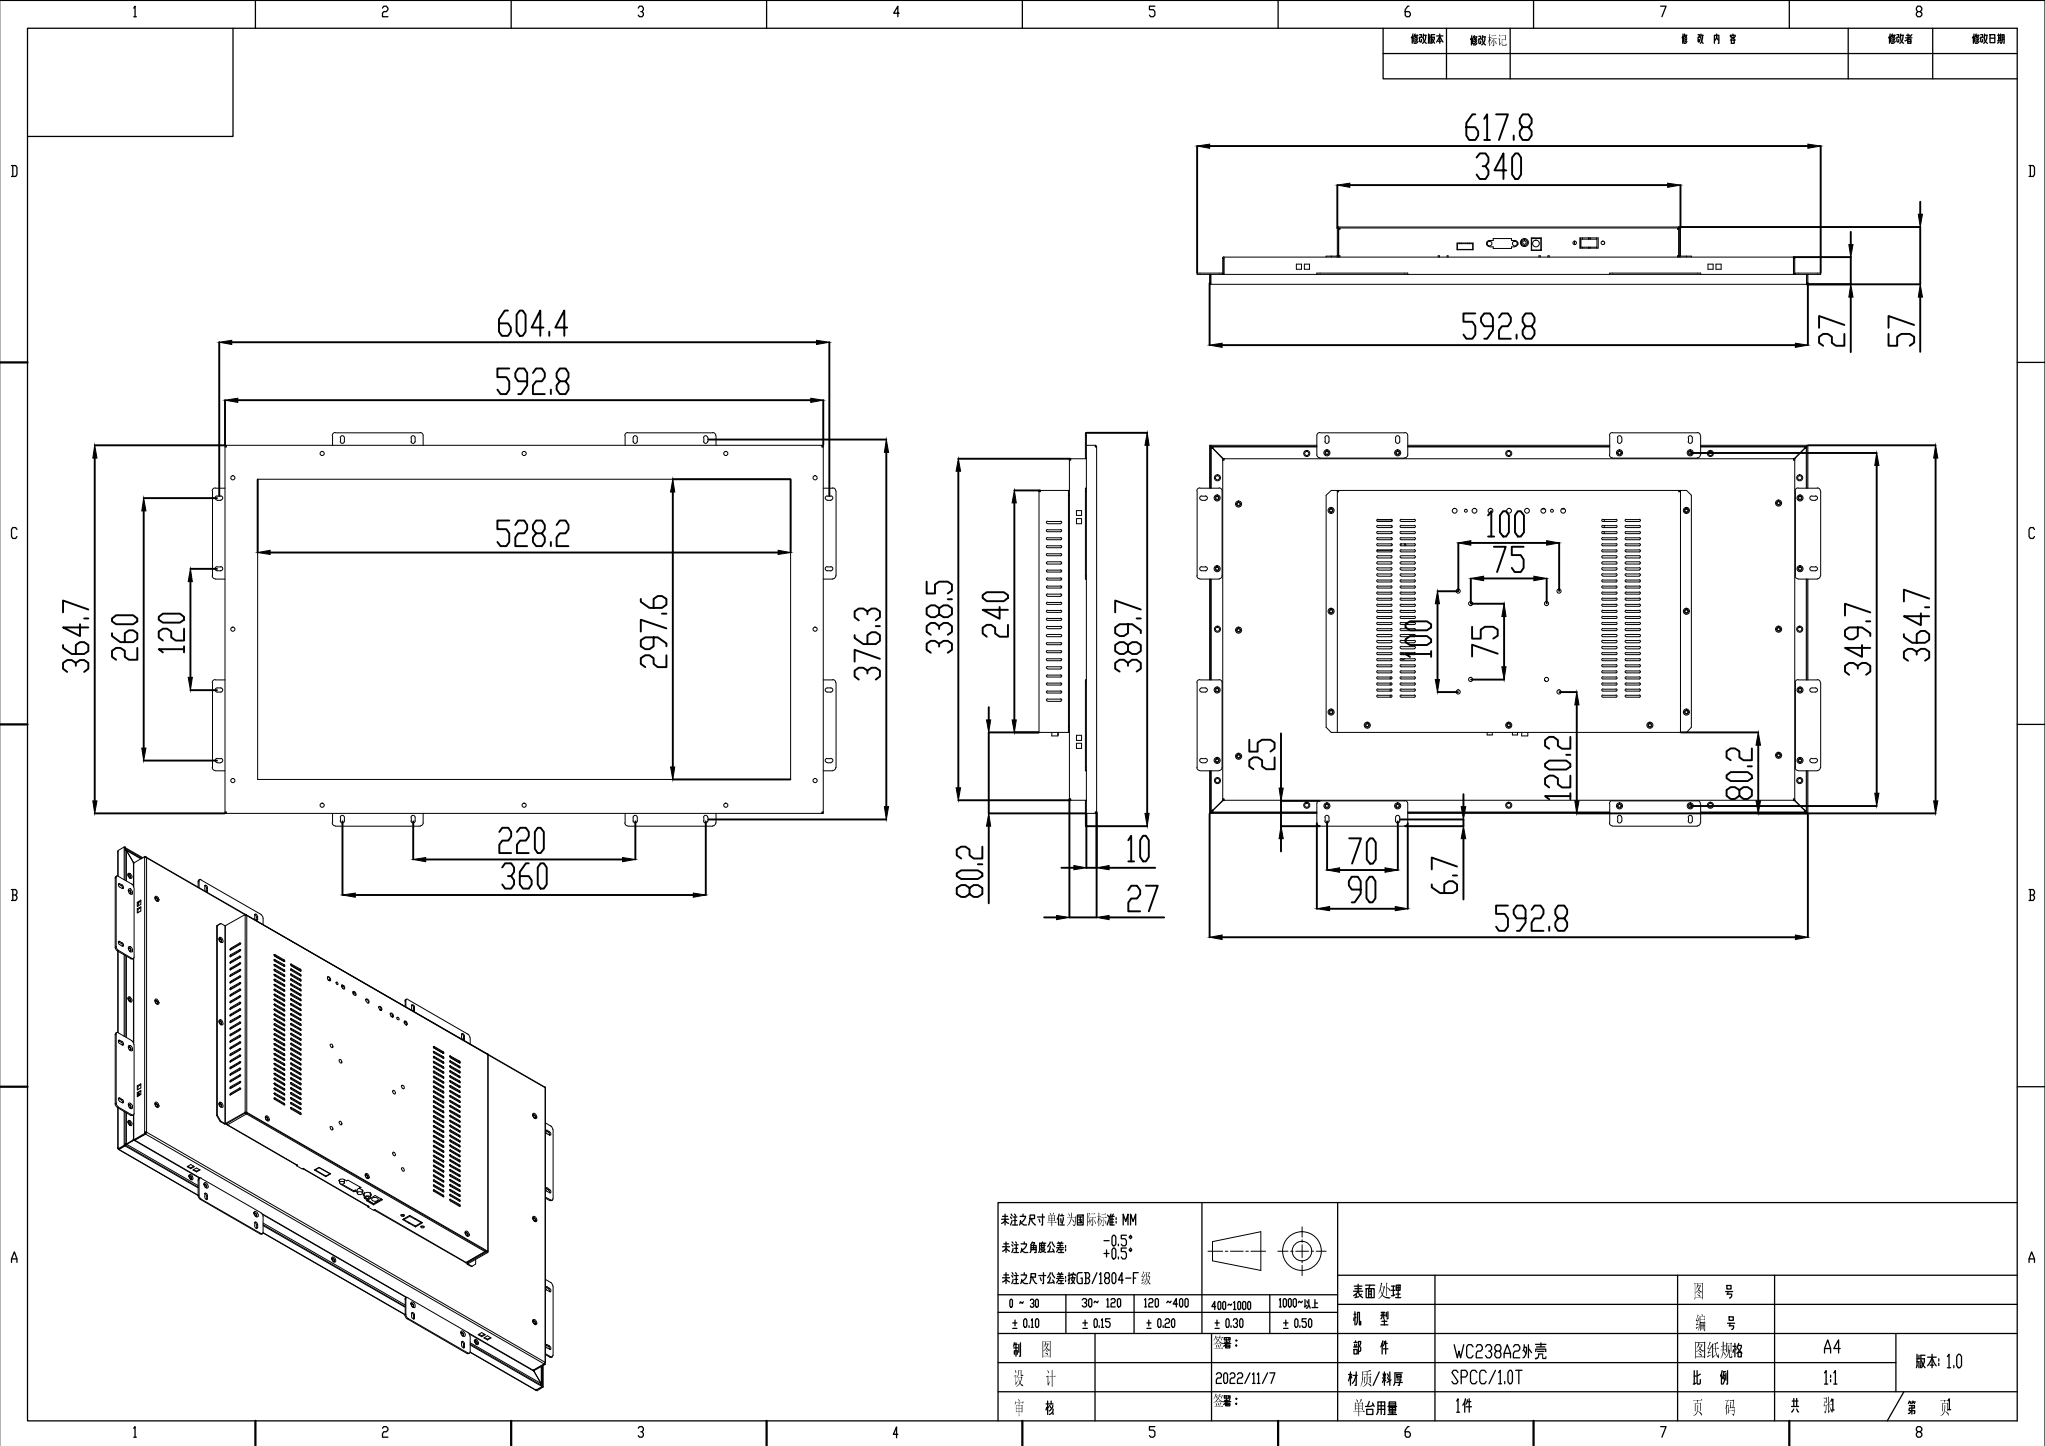 1 2 3 4 5 6 7 8
修改版本 修改标记 修 改 内 容 修改者 修改日期
D D
617.8
340
592.8
27
57
604.4
592.8
528.2
297.6
364.7
260
120
376.3
220
360
C C
338.5
240
389.7
80.2
10
27
100
75
100
75
349.7
364.7
25
120.2
80.2
70
90
6.7
592.8
B B
A A
未注之尺寸单位为国际标准: MM
未注之角度公差: -0.5° +0.5°
未注之尺寸公差:按GB/1804-F 级
0 ~ 30 30~ 120 120 ~400 400~1000 1000~以上
± 0.10 ± 0.15 ± 0.20 ± 0.30 ± 0.50
表面处理 图 号
机 型 编 号
制 图 签署: 部 件 WC238A2外壳 图纸规格 A4 版本: 1.0
设 计 2022/11/7 材质/料厚 SPCC/1.0T 比 例 1:1
审 核 签署: 单台用量 1件 页 码 共 张1 第 页1
1 2 3 4 5 6 7 8